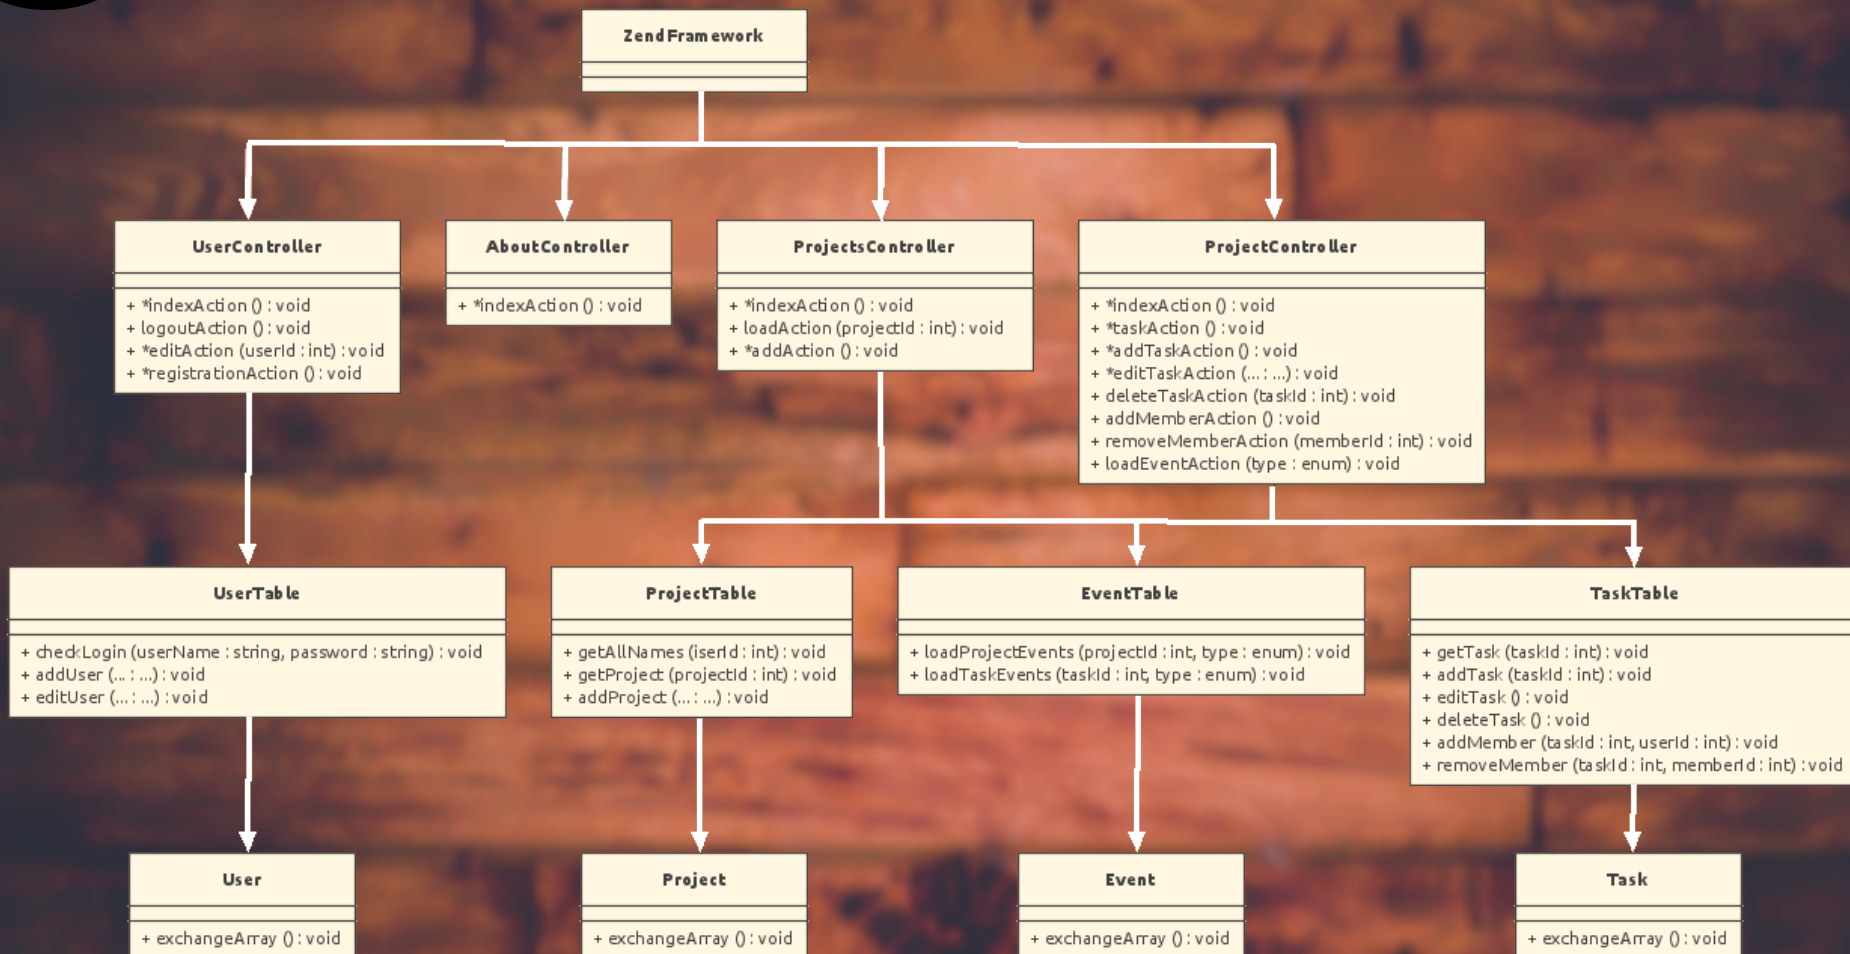 ZendFramework
UserController
+ *indexAction () : void
+ logoutAction () : void
+ *editAction (userId : int) : void
+ *registrationAction () : void
AboutController
+ *indexAction () : void
ProjectsController
+ *indexAction () : void
+ loadAction (projectId : int) : void
+ *addAction () : void
ProjectController
+ *indexAction () : void
+ *taskAction () : void
+ *addTaskAction () : void
+ *editTaskAction (... : ...) : void
+ deleteTaskAction (taskId : int) : void
+ addMemberAction () : void
+ removeMemberAction (memberId : int) : void
+ loadEventAction (type : enum) : void
UserTable
+ checkLogin (userName : string, password : string) : void
+ addUser (... : ...) : void
+ editUser (... : ...) : void
ProjectTable
+ getAllNames (iserId : int) : void
+ getProject (projectId : int) : void
+ addProject (... : ...) : void
EventTable
+ loadProjectEvents (projectId : int, type : enum) : void
+ loadTaskEvents (taskId : int, type : enum) : void
TaskTable
+ getTask (taskId : int) : void
+ addTask (taskId : int) : void
+ editTask () : void
+ deleteTask () : void
+ addMember (taskId : int, userId : int) : void
+ removeMember (taskId : int, memberId : int) : void
User
+ exchangeArray () : void
Project
+ exchangeArray () : void
Event
+ exchangeArray () : void
Task
+ exchangeArray () : void